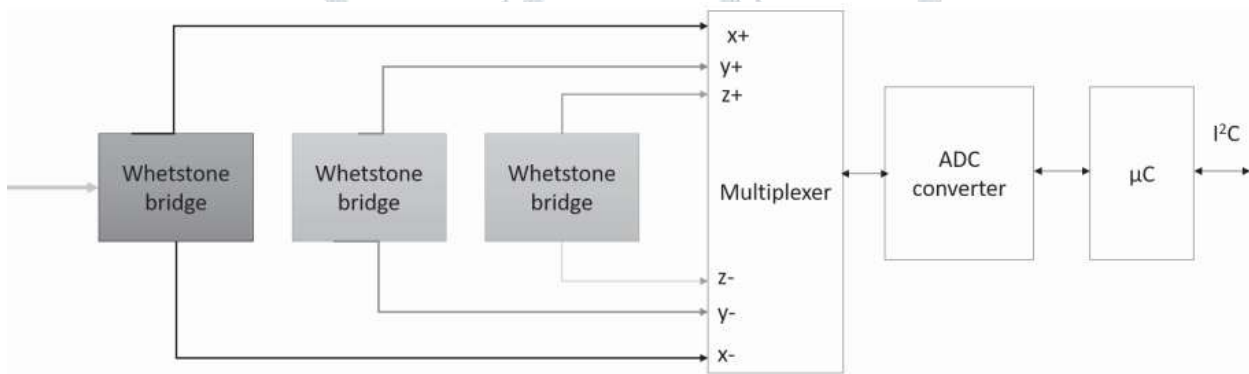 x+
y+
z+
Whetstone
bridge
Whetstone
bridge
Whetstone
bridge
Multiplexer
ADC
converter
µC
I²C
z-
y-
x-